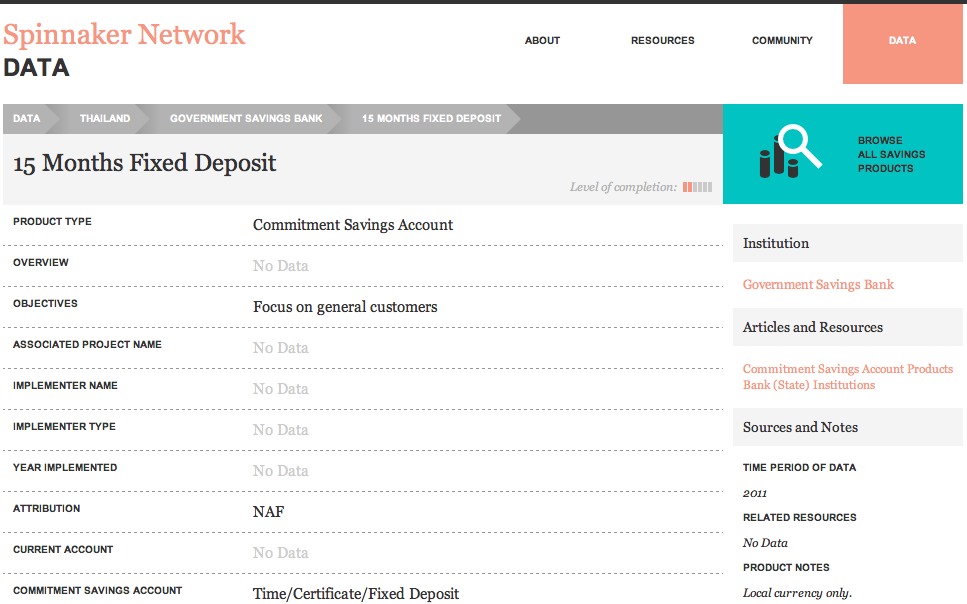 Spinnaker Network
DATA
ABOUT
RESOURCES
COMMUNITY
DATA
DATA
THAILAND
GOVERNMENT SAVINGS BANK
15 MONTHS FIXED DEPOSIT
BROWSE
ALL SAVINGS
PRODUCTS
15 Months Fixed Deposit
Level of completion:
PRODUCT TYPE
Commitment Savings Account
OVERVIEW
No Data
OBJECTIVES
Focus on general customers
ASSOCIATED PROJECT NAME
No Data
IMPLEMENTER NAME
No Data
IMPLEMENTER TYPE
No Data
YEAR IMPLEMENTED
No Data
ATTRIBUTION
NAF
CURRENT ACCOUNT
No Data
COMMITMENT SAVINGS ACCOUNT
Time/Certificate/Fixed Deposit
Institution
Government Savings Bank
Articles and Resources
Commitment Savings Account Products
Bank (State) Institutions
Sources and Notes
TIME PERIOD OF DATA
2011
RELATED RESOURCES
No Data
PRODUCT NOTES
Local currency only.